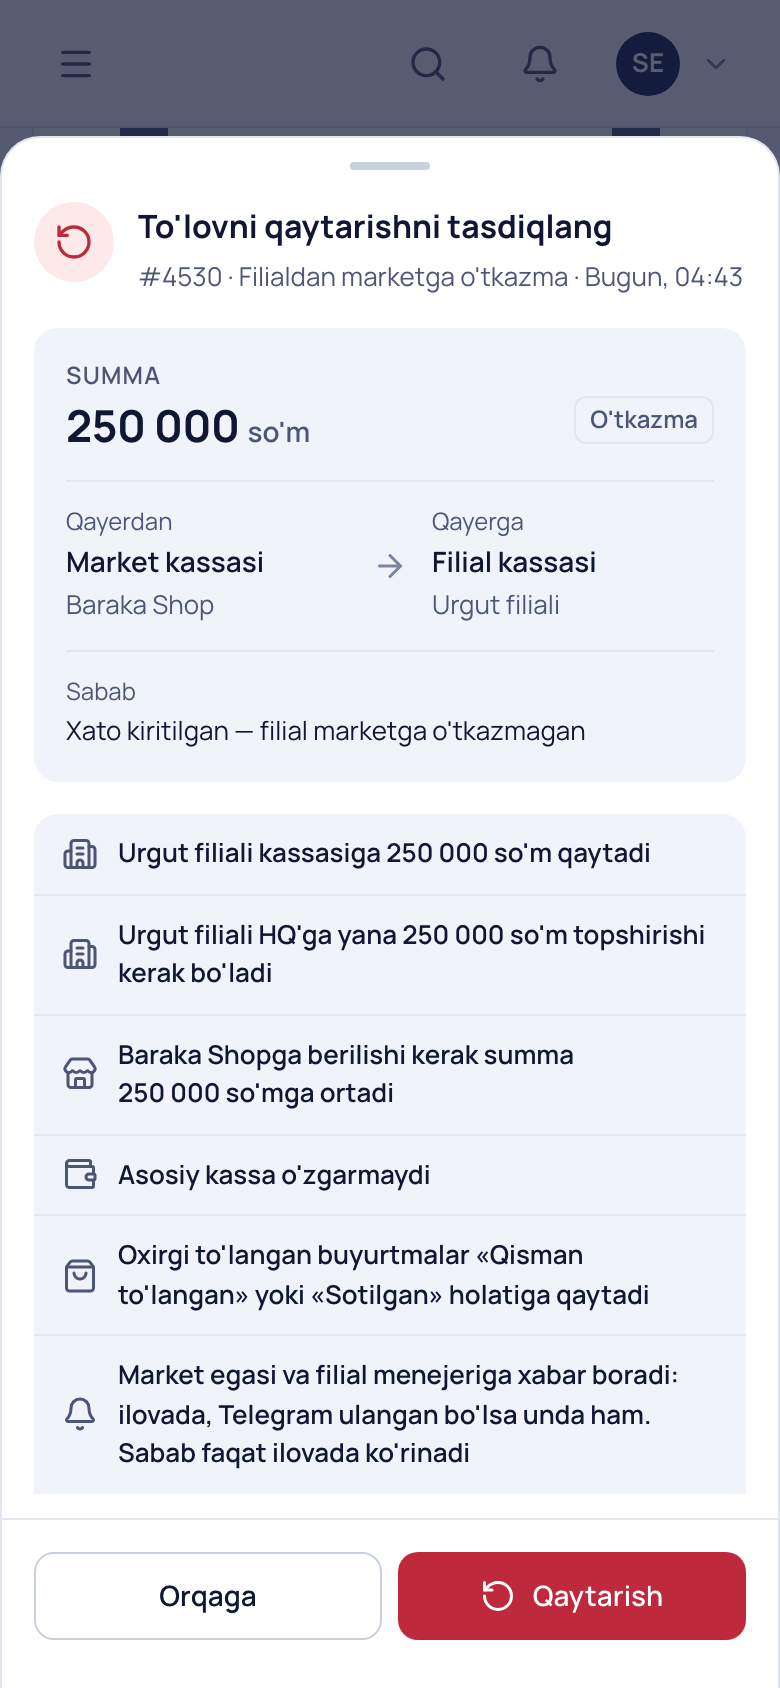 SE
To'lovni qaytarishni tasdiqlang
#4530 · Filialdan marketga o'tkazma · Bugun, 04:43
SUMMA
250 000 so'm
O'tkazma
Qayerdan
Market kassasi
Baraka Shop
Qayerga
Filial kassasi
Urgut filiali
Sabab
Xato kiritilgan — filial marketga o'tkazmagan
Urgut filiali kassasiga 250 000 so'm qaytadi
Urgut filiali HQ'ga yana 250 000 so'm topshirishi
kerak bo'ladi
Baraka Shopga berilishi kerak summa
250 000 so'mga ortadi
Asosiy kassa o'zgarmaydi
Oxirgi to'langan buyurtmalar «Qisman
to'langan» yoki «Sotilgan» holatiga qaytadi
Market egasi va filial menejeriga xabar boradi:
ilovada, Telegram ulangan bo'lsa unda ham.
Sabab faqat ilovada ko'rinadi
Orqaga
Qaytarish